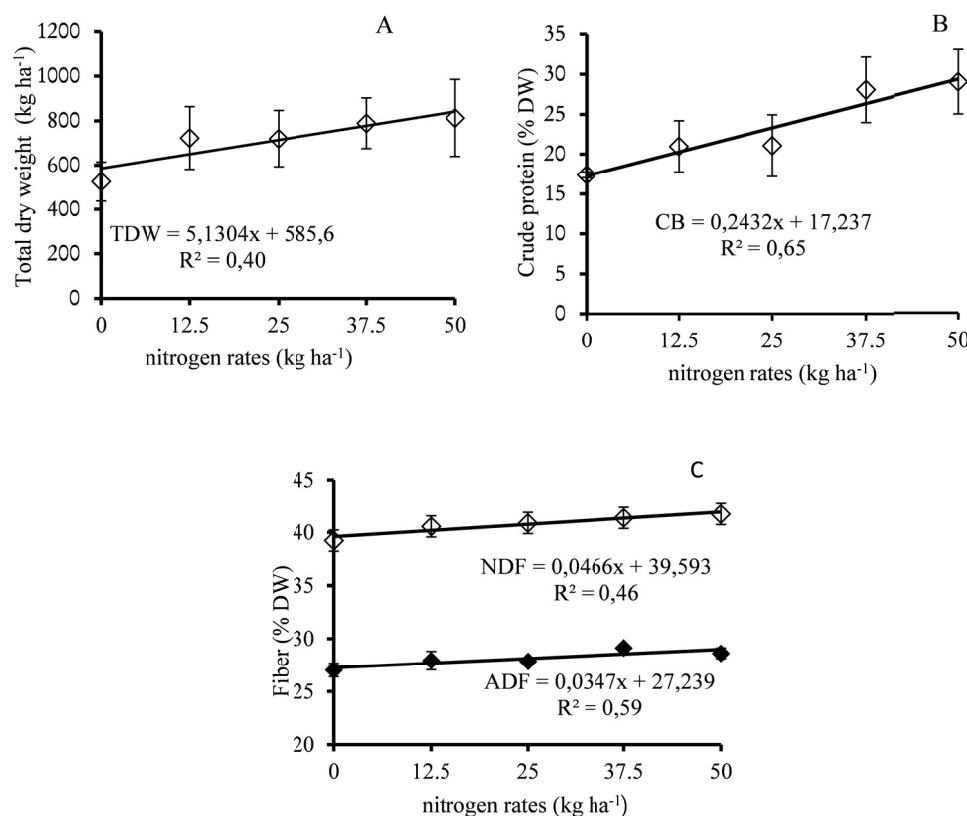 A
Total dry weight (kg ha-1)
1200
1000
800
600
400
200
0
TDW = 5,1304x + 585,6
R² = 0,40
0 12.5 25 37.5 50
nitrogen rates (kg ha-1)
B
Crude protein (% DW)
35
30
25
20
15
10
5
0
CB = 0,2432x + 17,237
R² = 0,65
0 12.5 25 37.5 50
nitrogen rates (kg ha-1)
C
Fiber (% DW)
45
40
35
30
25
20
NDF = 0,0466x + 39,593
R² = 0,46
ADF = 0,0347x + 27,239
R² = 0,59
0 12.5 25 37.5 50
nitrogen rates (kg ha-1)